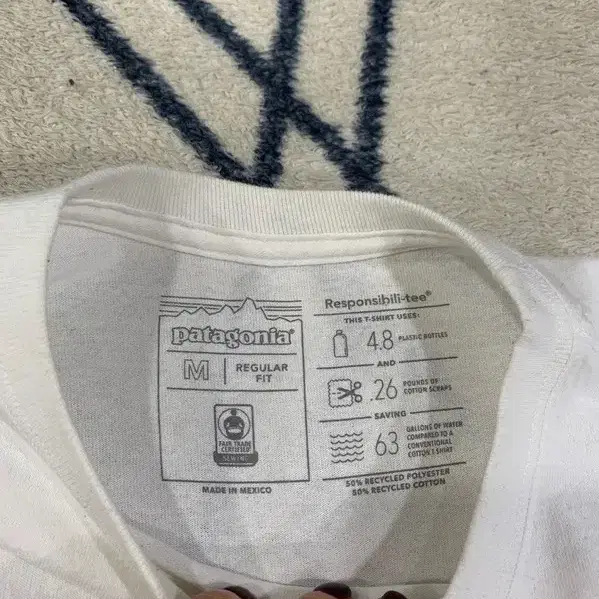 patagonia®
M
REGULAR
FIT
FAIR TRADE
CERTIFIED
SEWING
MADE IN MEXICO
Responsibili-tee®
THIS T-SHIRT USES:
4.8 PLASTIC BOTTLES
AND
.26 POUNDS OF
COTTON SCRAPS
SAVING
63 GALLONS OF WATER
COMPARED TO A
CONVENTIONAL
COTTON T SHIRT
50% RECYCLED POLYESTER
50% RECYCLED COTTON